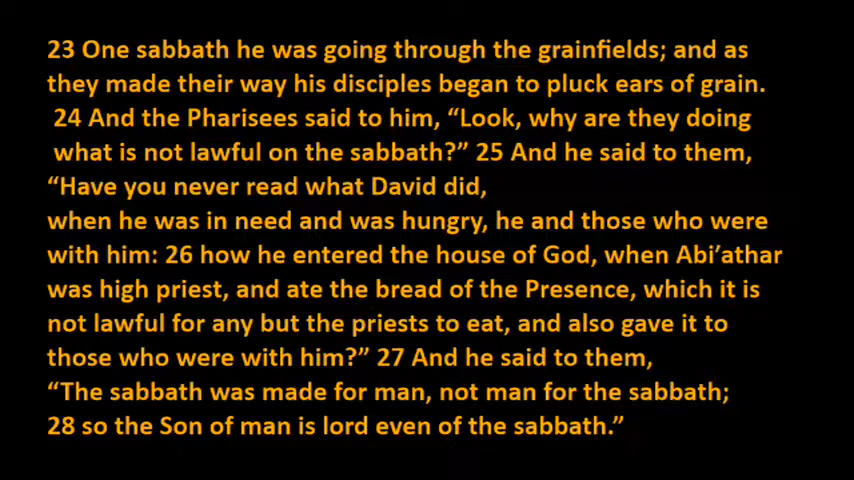 23 One sabbath he was going through the grainfields; and as
they made their way his disciples began to pluck ears of grain.
24 And the Pharisees said to him, “Look, why are they doing
what is not lawful on the sabbath?” 25 And he said to them,
“Have you never read what David did,
when he was in need and was hungry, he and those who were
with him: 26 how he entered the house of God, when Abi’athar
was high priest, and ate the bread of the Presence, which it is
not lawful for any but the priests to eat, and also gave it to
those who were with him?” 27 And he said to them,
“The sabbath was made for man, not man for the sabbath;
28 so the Son of man is lord even of the sabbath.”